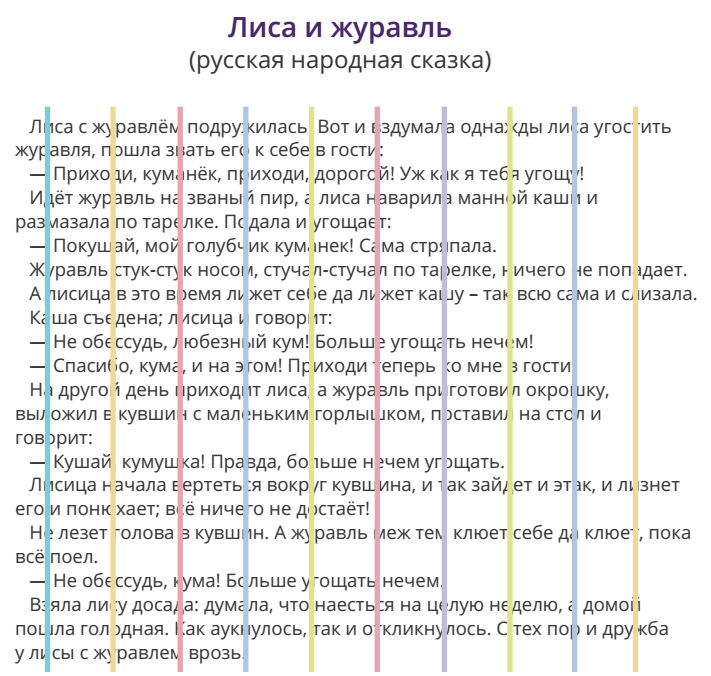 Лиса и журавль
(русская народная сказка)
Лиса с журавлём подружилась. Вот и вздумала однажды лиса угостить
журавля, пошла звать его к себе в гости:
— Приходи, куманёк, приходи, дорогой! Уж как я тебя угощу!
Идёт журавль на званый пир, а лиса наварила манной каши и
размазала по тарелке. Подала и угощает:
— Покушай, мой голубчик куманек! Сама стряпала.
Журавль стук-стук носом, стучал-стучал по тарелке, ничего не попадает.
А лисица в это время лижет себе да лижет кашу – так всю сама и слизала.
Каша съедена; лисица и говорит:
— Не обессудь, любезный кум! Больше угощать нечем!
— Спасибо, кума, и на этом! Приходи теперь ко мне в гости.
На другой день приходит лиса, а журавль приготовил окрошку,
выложил в кувшин с маленьким горлышком, поставил на стол и
говорит:
— Кушай, кумушка! Правда, больше нечем угощать.
Лисица начала вертеться вокруг кувшина, и так зайдет и этак, и лизнет
его и понюхает; всё ничего не достаёт!
Не лезет голова в кувшин. А журавль меж тем клюет себе да клюет, пока
всё поел.
— Не обессудь, кума! Больше угощать нечем.
Взяла лису досада: думала, что наесться на целую неделю, а домой
пошла голодная. Как аукнулось, так и откликнулось. С тех пор и дружба
у лисы с журавлем врозь.